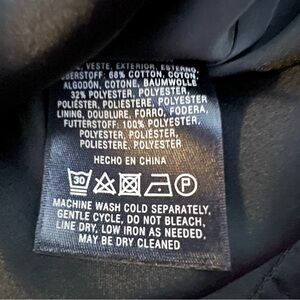 VESTE, EXTERIOR, ESTERNO,
OBERSTOFF: 68% COTTON, COTON,
ALGODÓN, COTONE, BAUMWOLLE
32% POLYESTER, POLYESTER,
POLIÉSTER, POLIESTERE, POLYESTER
LINING, DOUBLURE, FORRO, FODERA,
FUTTERSTOFF: 100% POLYESTER,
POLYESTER, POLIÉSTER,
POLIESTERE, POLYESTER
HECHO EN CHINA
30 P
MACHINE WASH COLD SEPARATELY,
GENTLE CYCLE, DO NOT BLEACH,
LINE DRY, LOW IRON AS NEEDED,
MAY BE DRY CLEANED